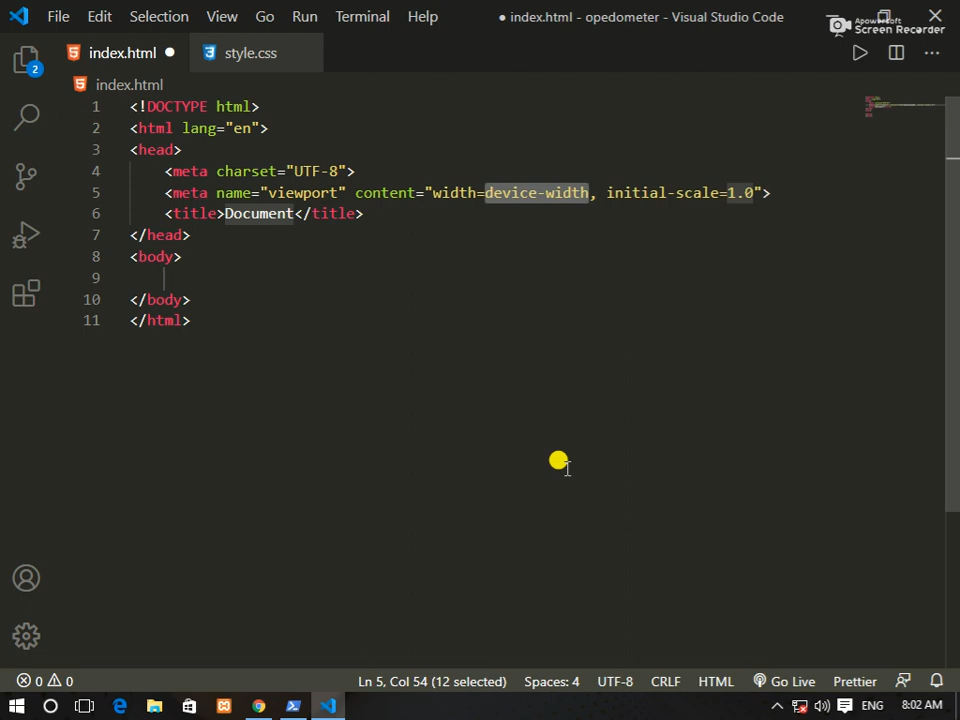 File Edit Selection View Go Run Terminal Help
● index.html - opedometer - Visual Studio Code
Apowersoft
Screen Recorder
index.html ●
style.css
2
index.html
1 <!DOCTYPE html>
2 <html lang="en">
3 <head>
4 <meta charset="UTF-8">
5 <meta name="viewport" content="width=device-width, initial-scale=1.0">
6 <title>Document</title>
7 </head>
8 <body>
9
10 </body>
11 </html>
0 0 Ln 5, Col 54 (12 selected) Spaces: 4 UTF-8 CRLF HTML Go Live Prettier
ENG 8:02 AM